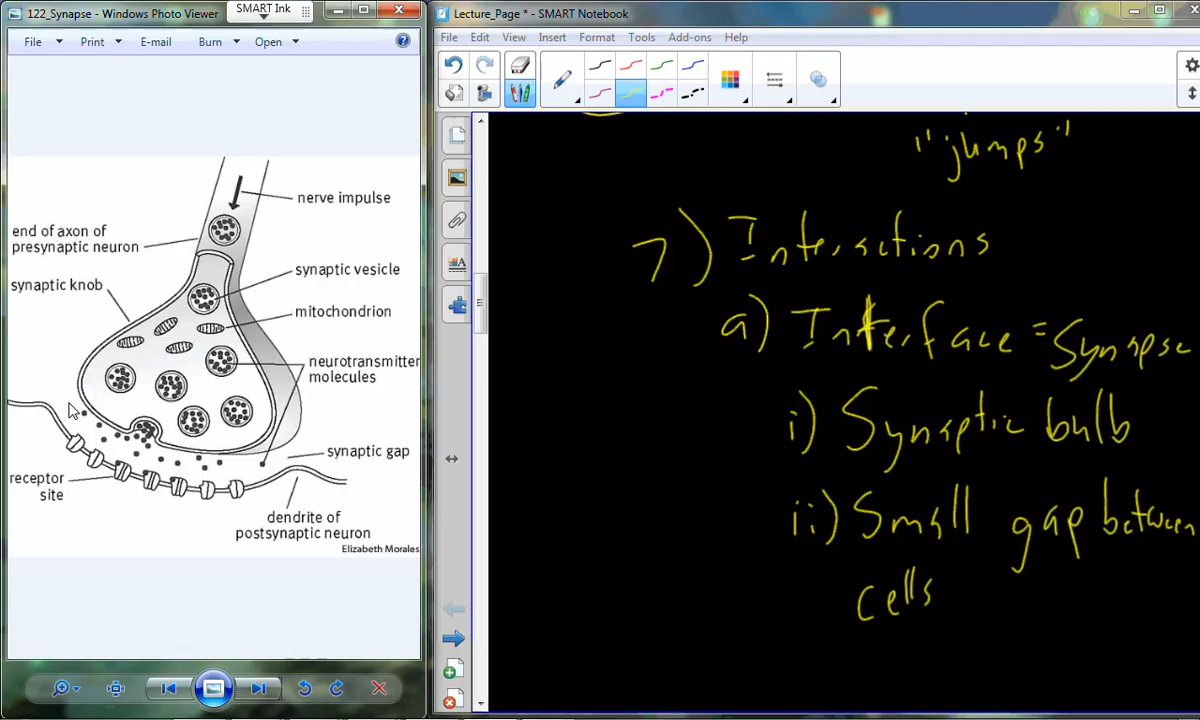 122_Synapse - Windows Photo Viewer
SMART Ink
File Print E-mail Burn Open
nerve impulse
end of axon of
presynaptic neuron
synaptic vesicle
synaptic knob
mitochondrion
neurotransmitter
molecules
synaptic gap
receptor
site
dendrite of
postsynaptic neuron
Elizabeth Morales
Lecture_Page * - SMART Notebook
File Edit View Insert Format Tools Add-ons Help
"jumps"
7) Interactions
a) Interface = Synapse
i) Synaptic bulb
ii) Small gap between
cells